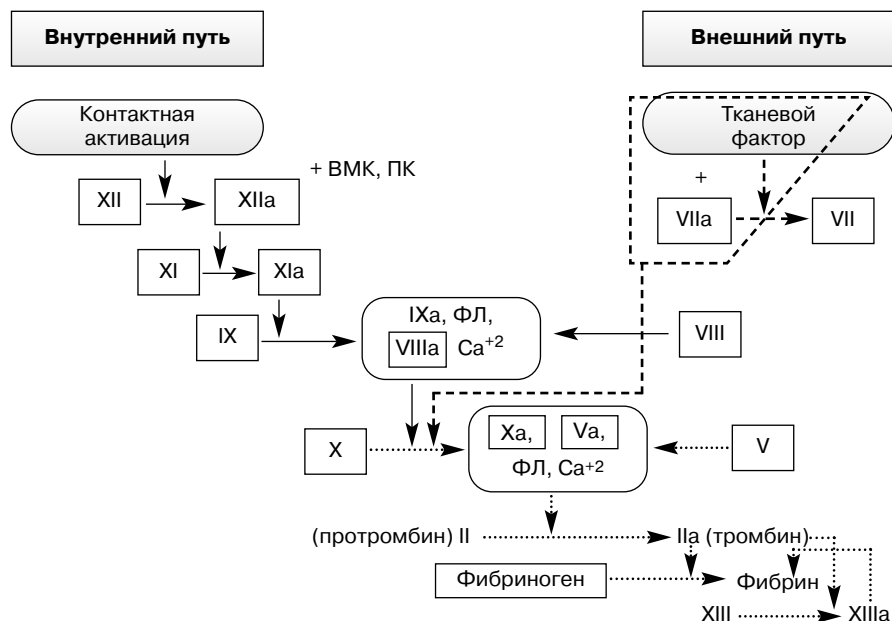 Внутренний путь
Внешний путь
Контактная
активация
Тканевой
фактор
+ ВМК, ПК
XII
XIIa
+
VIIa
VII
XI
XIa
IX
IXa, ФЛ,
VIIIa Ca+2
VIII
X
Xa, Va,
ФЛ, Ca+2
V
(протромбин) II
IIa (тромбин)
Фибриноген
Фибрин
XIII
XIIIa